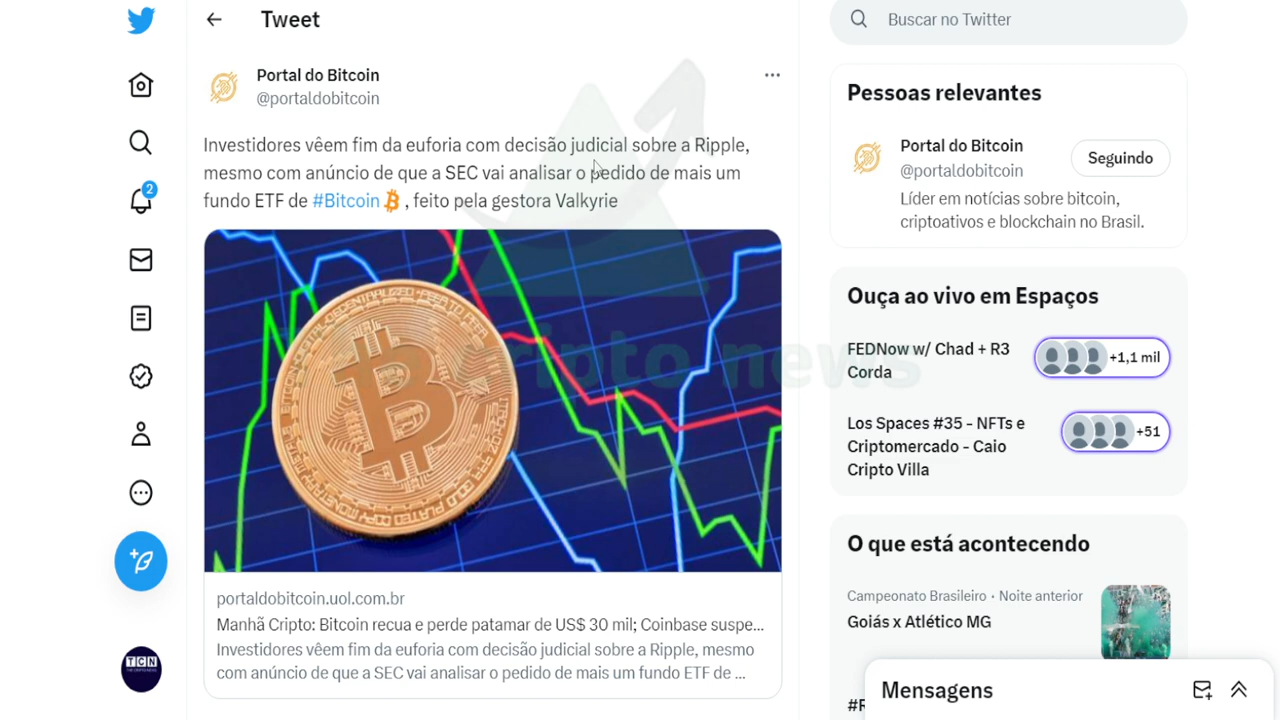 Tweet
Portal do Bitcoin
@portaldobitcoin
Investidores vêem fim da euforia com decisão judicial sobre a Ripple,
mesmo com anúncio de que a SEC vai analisar o pedido de mais um
fundo ETF de #Bitcoin , feito pela gestora Valkyrie
portaldobitcoin.uol.com.br
Manhã Cripto: Bitcoin recua e perde patamar de US$ 30 mil; Coinbase suspe...
Investidores vêem fim da euforia com decisão judicial sobre a Ripple, mesmo
com anúncio de que a SEC vai analisar o pedido de mais um fundo ETF de ...
2
TCN
Buscar no Twitter
Pessoas relevantes
Portal do Bitcoin
@portaldobitcoin
Seguindo
Líder em notícias sobre bitcoin,
criptoativos e blockchain no Brasil.
Ouça ao vivo em Espaços
FEDNow w/ Chad + R3
Corda
+1,1 mil
Los Spaces #35 - NFTs e
Criptomercado - Caio
Cripto Villa
+51
O que está acontecendo
Campeonato Brasileiro · Noite anterior
Goiás x Atlético MG
Mensagens
cripto news